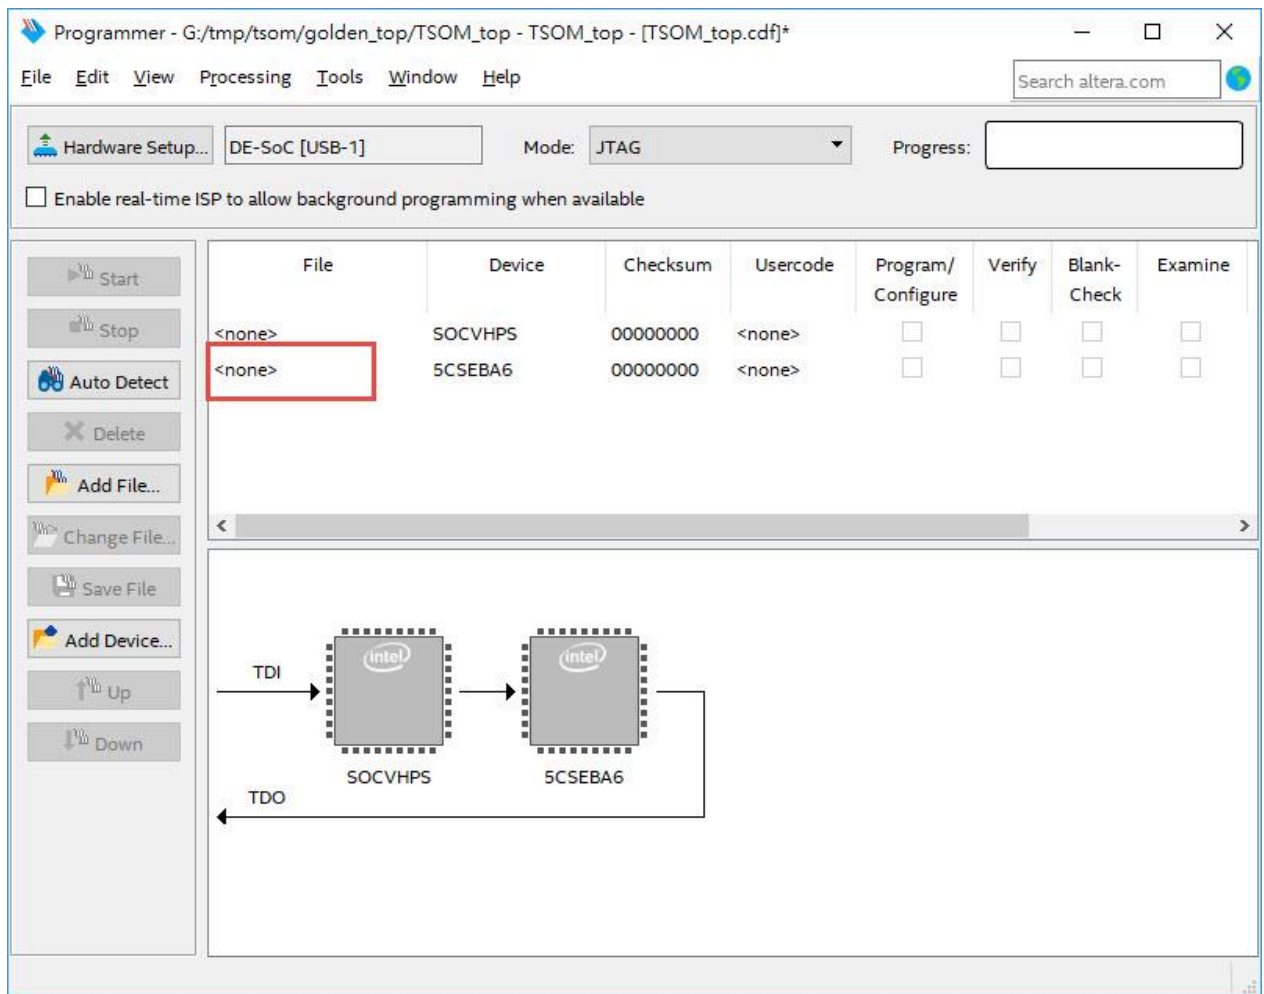 Programmer - G:/tmp/tsom/golden_top/TSOM_top - TSOM_top - [TSOM_top.cdf]*
File Edit View Processing Tools Window Help Search altera.com
Hardware Setup... DE-SoC [USB-1] Mode: JTAG Progress:
Enable real-time ISP to allow background programming when available
Start
Stop
Auto Detect
Delete
Add File...
Change File...
Save File
Add Device...
Up
Down
File Device Checksum Usercode Program/ Verify Blank- Examine
Configure Check
<none> SOCVHPS 00000000 <none>
<none> 5CSEBA6 00000000 <none>
intel intel
TDI
SOCVHPS 5CSEBA6
TDO